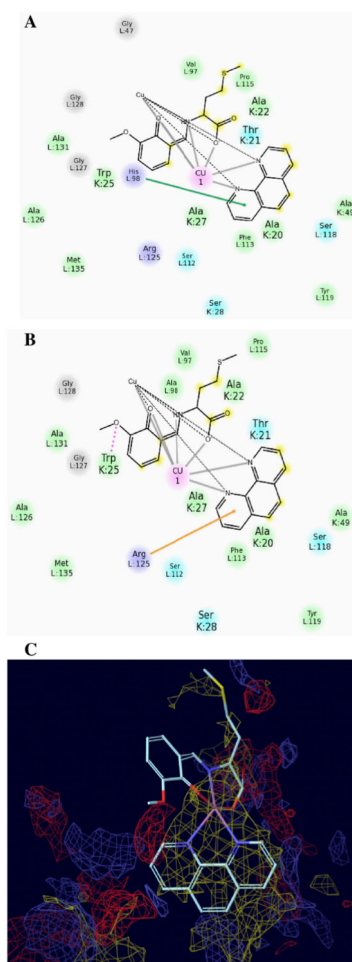 A
Gly
L:47
Val
L:97
S
Pro
L:115
Cu
Gly
L:128
Ala
K:22
HN
O
O
Thr
K:21
Ala
L:131
Gly
L:127
Trp
K:25
His
L:98
CU
1
N
N
O
Ala
L:126
Ala
K:27
Ala
K:20
Ala
L:49
Ser
L:118
Arg
L:125
Ser
L:112
Phe
L:113
Met
L:135
Tyr
L:119
Ser
K:28
B
Val
L:97
Pro
L:115
S
Cu
Gly
L:128
Ala
L:98
Ala
K:22
HN
O
O
O
Thr
K:21
Ala
L:131
Gly
L:127
Trp
K:25
CU
1
N
N
Ala
L:126
Ala
K:27
Ala
K:20
Ala
L:49
Ser
L:118
Met
L:135
Arg
L:125
Ser
L:112
Phe
L:113
Ser
K:28
Tyr
L:119
C